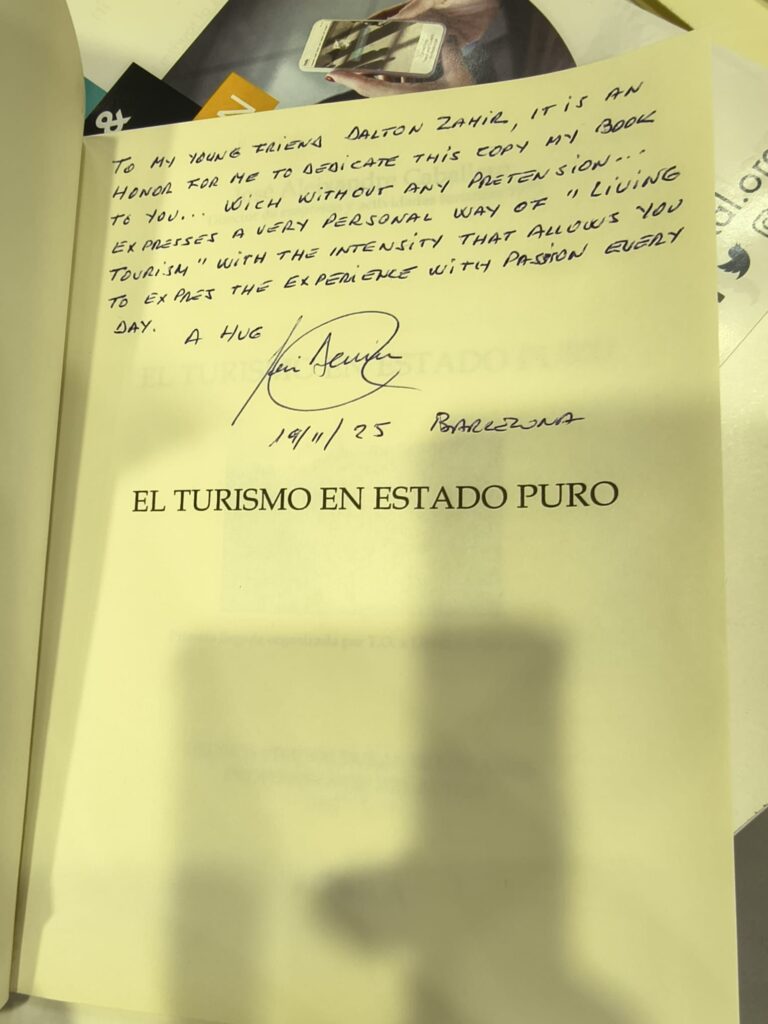 TO MY YOUNG FRIEND DALTON ZAHIR, IT IS AN
HONOR FOR ME TO DEDICATE THIS COPY MY BOOK
TO YOU... WICH WITHOUT ANY PRETENSION...
EXPRESSES A VERY PERSONAL WAY OF "LIVING
TOURISM" WITH THE INTENSITY THAT ALLOWS YOU
TO EXPRES THE EXPERIENCE WITH PASSION EVERY
DAY. A HUG
19/11/25 BARCELONA
EL TURISMO EN ESTADO PURO